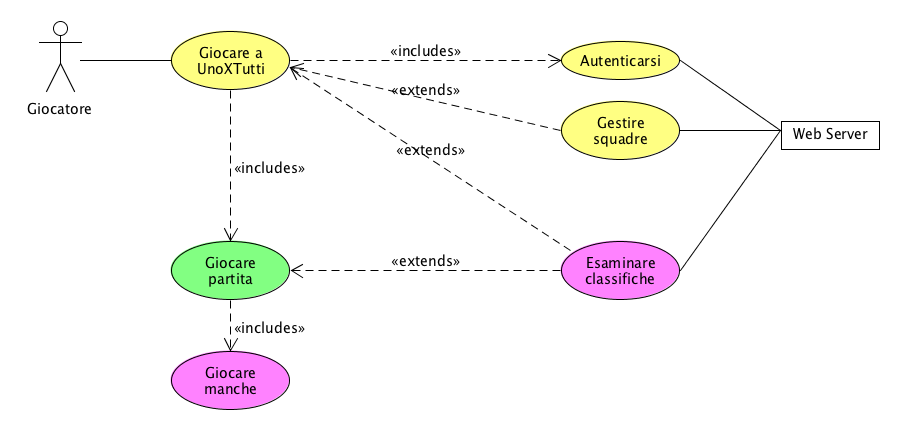 Giocatore
Giocare a
UnoXTutti
«includes»
Autenticarsi
«extends»
Gestire
squadre
Web Server
«extends»
«includes»
Giocare
partita
«extends»
Esaminare
classifiche
«includes»
Giocare
manche